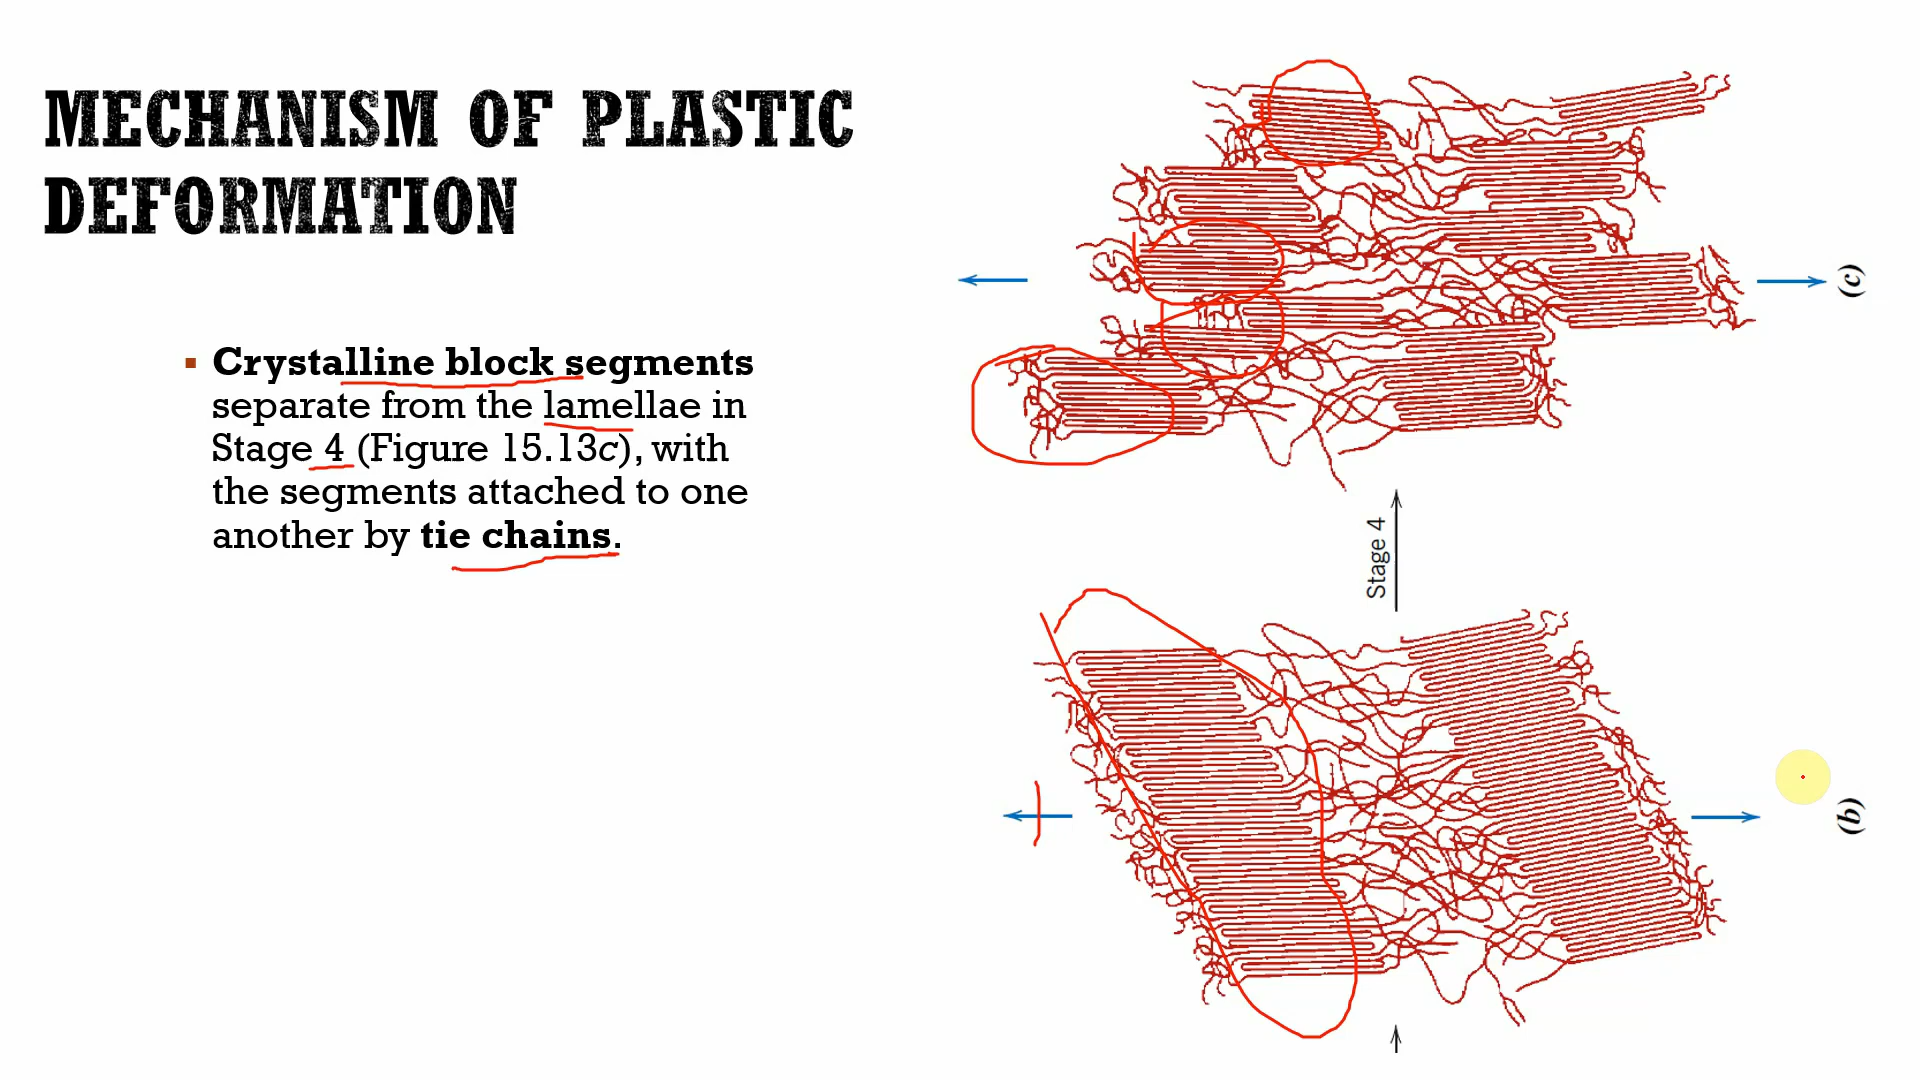 MECHANISM OF PLASTIC
DEFORMATION
Crystalline block segments
separate from the lamellae in
Stage 4 (Figure 15.13c), with
the segments attached to one
another by tie chains.
(c)
Stage 4
(b)